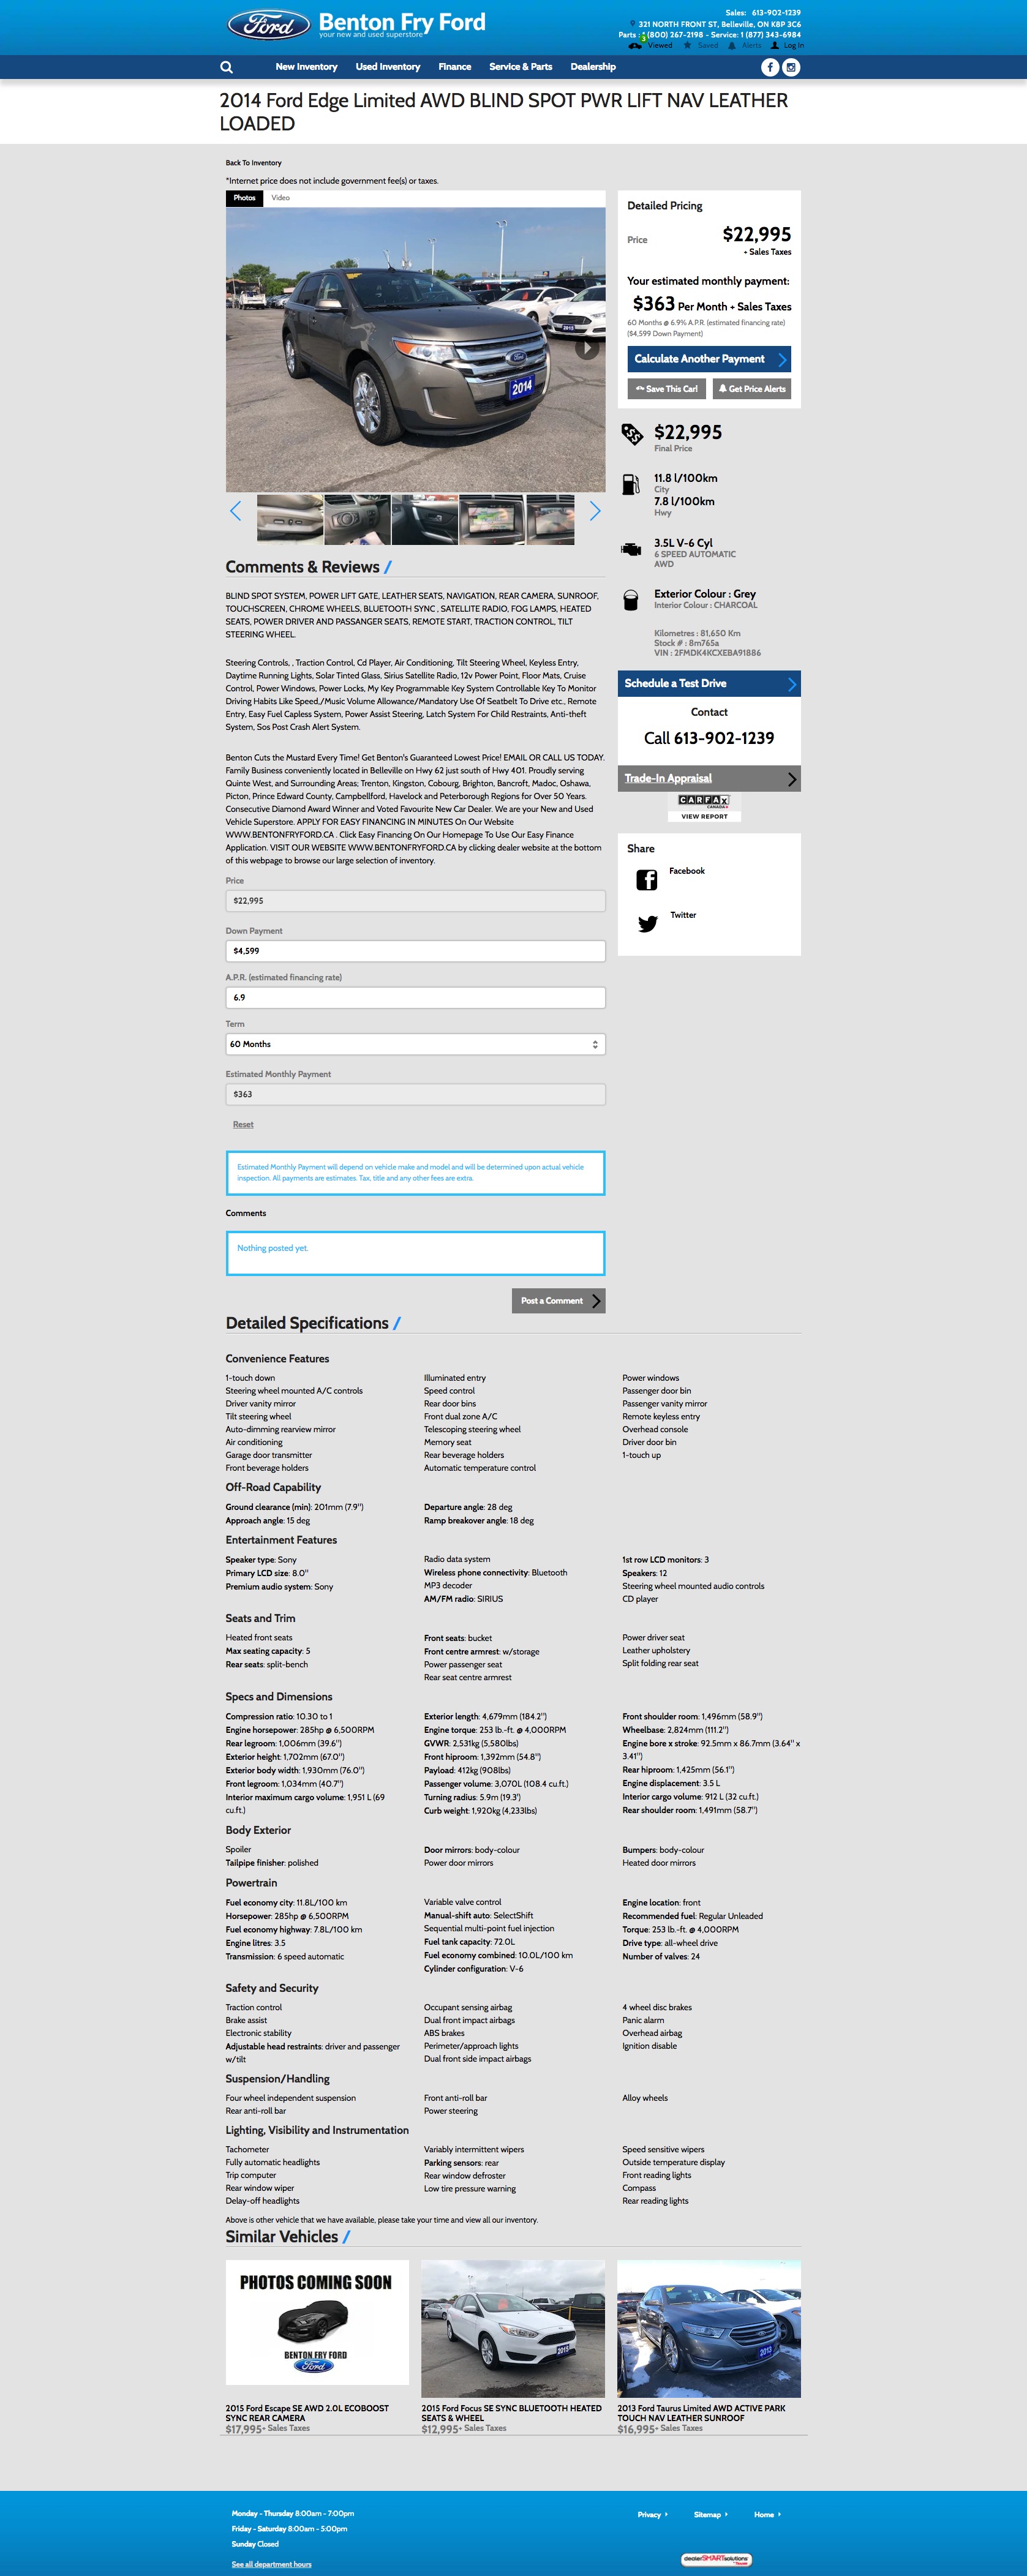 Ford
Benton Fry Ford
your new and used superstore
Sales: 613-902-1239
321 NORTH FRONT ST, Belleville, ON K8P 3C6
Parts : 1 (800) 267-2198 - Service: 1 (877) 343-6984
3 Viewed Saved Alerts Log In
New Inventory Used Inventory Finance Service & Parts Dealership
2014 Ford Edge Limited AWD BLIND SPOT PWR LIFT NAV LEATHER
LOADED
Back To Inventory
*Internet price does not include government fee(s) or taxes.
Photos Video
Ford
2014
2015
Detailed Pricing
Price $22,995
+ Sales Taxes
Your estimated monthly payment:
$363 Per Month + Sales Taxes
60 Months @ 6.9% A.P.R. (estimated financing rate)
($4,599 Down Payment)
Calculate Another Payment
Save This Car! Get Price Alerts
$22,995
Final Price
11.8 l/100km
City
7.8 l/100km
Hwy
3.5L V-6 Cyl
6 SPEED AUTOMATIC
AWD
Exterior Colour : Grey
Interior Colour : CHARCOAL
Kilometres : 81,650 Km
Stock # : 8m765a
VIN : 2FMDK4KCXEBA91886
Schedule a Test Drive
Contact
Call 613-902-1239
Trade-In Appraisal
CARFAX
CANADA
VIEW REPORT
Share
Facebook
Twitter
Comments & Reviews /
BLIND SPOT SYSTEM, POWER LIFT GATE, LEATHER SEATS, NAVIGATION, REAR CAMERA, SUNROOF,
TOUCHSCREEN, CHROME WHEELS, BLUETOOTH SYNC , SATELLITE RADIO, FOG LAMPS, HEATED
SEATS, POWER DRIVER AND PASSANGER SEATS, REMOTE START, TRACTION CONTROL, TILT
STEERING WHEEL.
Steering Controls, , Traction Control, Cd Player, Air Conditioning, Tilt Steering Wheel, Keyless Entry,
Daytime Running Lights, Solar Tinted Glass, Sirius Satellite Radio, 12v Power Point, Floor Mats, Cruise
Control, Power Windows, Power Locks, My Key Programmable Key System Controllable Key To Monitor
Driving Habits Like Speed,/Music Volume Allowance/Mandatory Use Of Seatbelt To Drive etc., Remote
Entry, Easy Fuel Capless System, Power Assist Steering, Latch System For Child Restraints, Anti-theft
System, Sos Post Crash Alert System.
Benton Cuts the Mustard Every Time! Get Benton's Guaranteed Lowest Price! EMAIL OR CALL US TODAY.
Family Business conveniently located in Belleville on Hwy 62 just south of Hwy 401. Proudly serving
Quinte West, and Surrounding Areas; Trenton, Kingston, Cobourg, Brighton, Bancroft, Madoc, Oshawa,
Picton, Prince Edward County, Campbellford, Havelock and Peterborough Regions for Over 50 Years.
Consecutive Diamond Award Winner and Voted Favourite New Car Dealer. We are your New and Used
Vehicle Superstore. APPLY FOR EASY FINANCING IN MINUTES On Our Website
WWW.BENTONFRYFORD.CA . Click Easy Financing On Our Homepage To Use Our Easy Finance
Application. VISIT OUR WEBSITE WWW.BENTONFRYFORD.CA by clicking dealer website at the bottom
of this webpage to browse our large selection of inventory.
Price
$22,995
Down Payment
$4,599
A.P.R. (estimated financing rate)
6.9
Term
60 Months
Estimated Monthly Payment
$363
Reset
Estimated Monthly Payment will depend on vehicle make and model and will be determined upon actual vehicle
inspection. All payments are estimates. Tax, title and any other fees are extra.
Comments
Nothing posted yet.
Post a Comment
Detailed Specifications /
Convenience Features
1-touch down Illuminated entry Power windows
Steering wheel mounted A/C controls Speed control Passenger door bin
Driver vanity mirror Rear door bins Passenger vanity mirror
Tilt steering wheel Front dual zone A/C Remote keyless entry
Auto-dimming rearview mirror Telescoping steering wheel Overhead console
Air conditioning Memory seat Driver door bin
Garage door transmitter Rear beverage holders 1-touch up
Front beverage holders Automatic temperature control
Off-Road Capability
Ground clearance (min): 201mm (7.9") Departure angle: 28 deg
Approach angle: 15 deg Ramp breakover angle: 18 deg
Entertainment Features
Speaker type: Sony Radio data system 1st row LCD monitors: 3
Primary LCD size: 8.0" Wireless phone connectivity: Bluetooth Speakers: 12
Premium audio system: Sony MP3 decoder Steering wheel mounted audio controls
AM/FM radio: SIRIUS CD player
Seats and Trim
Heated front seats Front seats: bucket Power driver seat
Max seating capacity: 5 Front centre armrest: w/storage Leather upholstery
Rear seats: split-bench Power passenger seat Split folding rear seat
Rear seat centre armrest
Specs and Dimensions
Compression ratio: 10.30 to 1 Exterior length: 4,679mm (184.2") Front shoulder room: 1,496mm (58.9")
Engine horsepower: 285hp @ 6,500RPM Engine torque: 253 lb.-ft. @ 4,000RPM Wheelbase: 2,824mm (111.2")
Rear legroom: 1,006mm (39.6") GVWR: 2,531kg (5,580lbs) Engine bore x stroke: 92.5mm x 86.7mm (3.64" x
Exterior height: 1,702mm (67.0") Front hiproom: 1,392mm (54.8") 3.41")
Exterior body width: 1,930mm (76.0") Payload: 412kg (908lbs) Rear hiproom: 1,425mm (56.1")
Front legroom: 1,034mm (40.7") Passenger volume: 3,070L (108.4 cu.ft.) Engine displacement: 3.5 L
Interior maximum cargo volume: 1,951 L (69 Turning radius: 5.9m (19.3') Interior cargo volume: 912 L (32 cu.ft.)
cu.ft.) Curb weight: 1,920kg (4,233lbs) Rear shoulder room: 1,491mm (58.7")
Body Exterior
Spoiler Door mirrors: body-colour Bumpers: body-colour
Tailpipe finisher: polished Power door mirrors Heated door mirrors
Powertrain
Fuel economy city: 11.8L/100 km Variable valve control Engine location: front
Horsepower: 285hp @ 6,500RPM Manual-shift auto: SelectShift Recommended fuel: Regular Unleaded
Fuel economy highway: 7.8L/100 km Sequential multi-point fuel injection Torque: 253 lb.-ft. @ 4,000RPM
Engine litres: 3.5 Fuel tank capacity: 72.0L Drive type: all-wheel drive
Transmission: 6 speed automatic Fuel economy combined: 10.0L/100 km Number of valves: 24
Cylinder configuration: V-6
Safety and Security
Traction control Occupant sensing airbag 4 wheel disc brakes
Brake assist Dual front impact airbags Panic alarm
Electronic stability ABS brakes Overhead airbag
Adjustable head restraints: driver and passenger Perimeter/approach lights Ignition disable
w/tilt Dual front side impact airbags
Suspension/Handling
Four wheel independent suspension Front anti-roll bar Alloy wheels
Rear anti-roll bar Power steering
Lighting, Visibility and Instrumentation
Tachometer Variably intermittent wipers Speed sensitive wipers
Fully automatic headlights Parking sensors: rear Outside temperature display
Trip computer Rear window defroster Front reading lights
Rear window wiper Low tire pressure warning Compass
Delay-off headlights Rear reading lights
Above is other vehicle that we have available, please take your time and view all our inventory.
Similar Vehicles /
PHOTOS COMING SOON
BENTON FRY FORD
Ford
2015
2013
2015 Ford Escape SE AWD 2.0L ECOBOOST
SYNC REAR CAMERA
$17,995+ Sales Taxes
2015 Ford Focus SE SYNC BLUETOOTH HEATED
SEATS & WHEEL
$12,995+ Sales Taxes
2013 Ford Taurus Limited AWD ACTIVE PARK
TOUCH NAV LEATHER SUNROOF
$16,995+ Sales Taxes
Monday - Thursday 8:00am - 7:00pm
Friday - Saturday 8:00am - 5:00pm
Sunday Closed
See all department hours
Privacy Sitemap Home
dealerSMARTsolutions